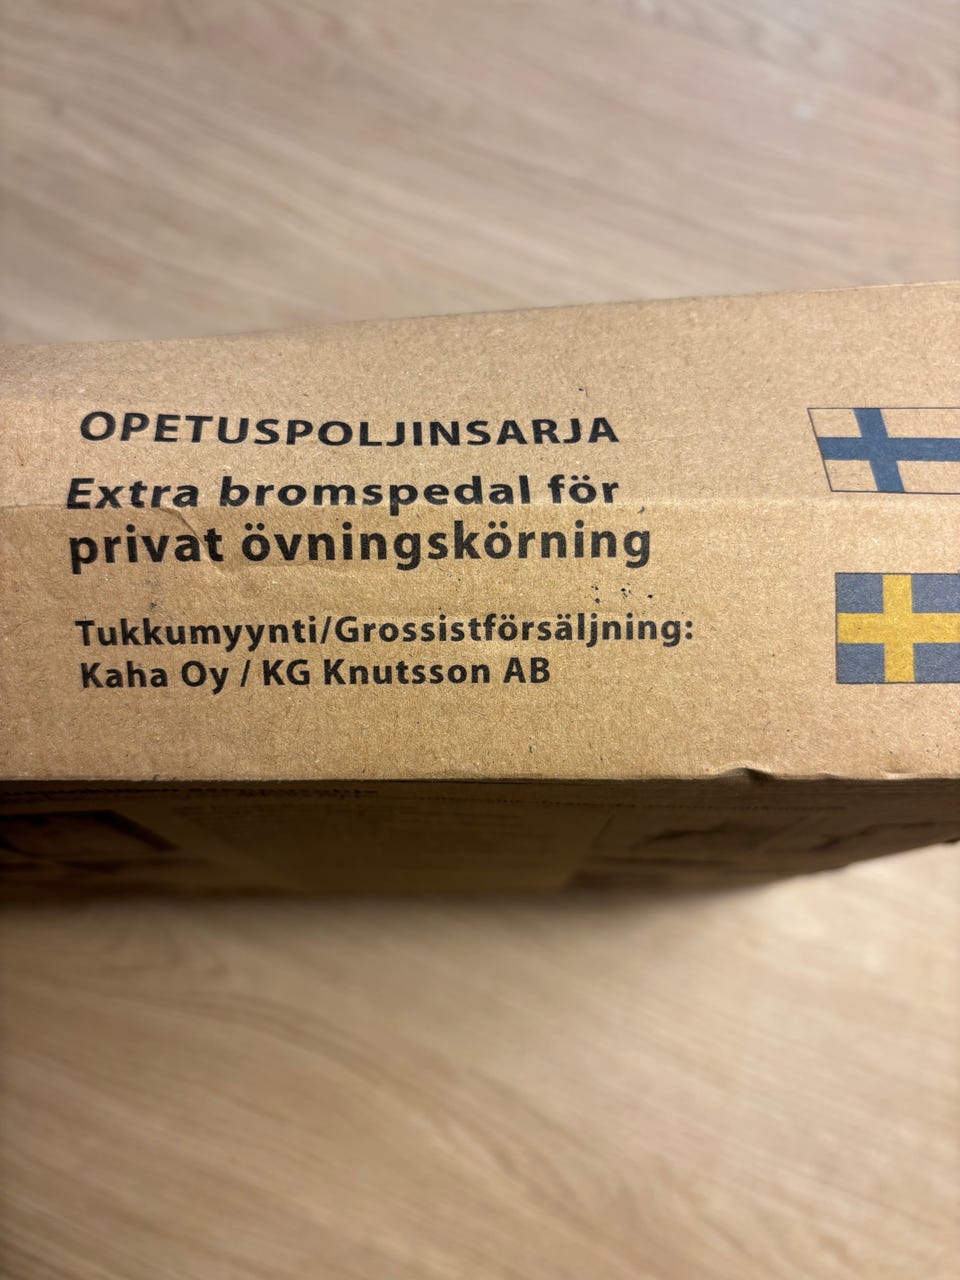 OPETUSPOLJINSARJA
Extra bromspedal för
privat övningskörning
Tukkumyynti/Grossistförsäljning:
Kaha Oy / KG Knutsson AB